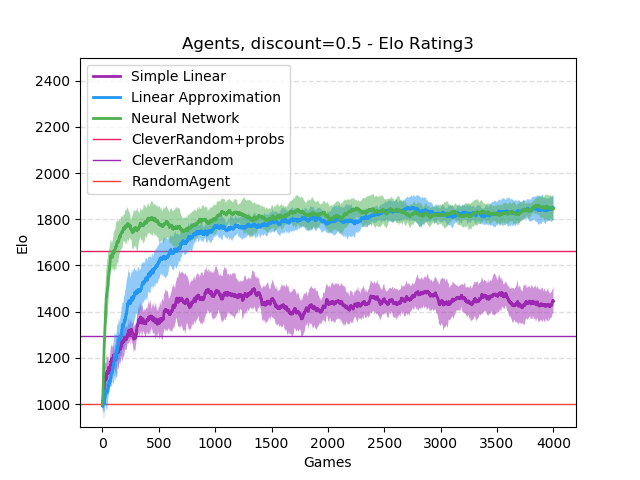 Agents, discount=0.5 - Elo Rating3
Simple Linear
Linear Approximation
Neural Network
CleverRandom+probs
CleverRandom
RandomAgent
2400
2200
2000
1800
1600
1400
1200
1000
Elo
0 500 1000 1500 2000 2500 3000 3500 4000
Games